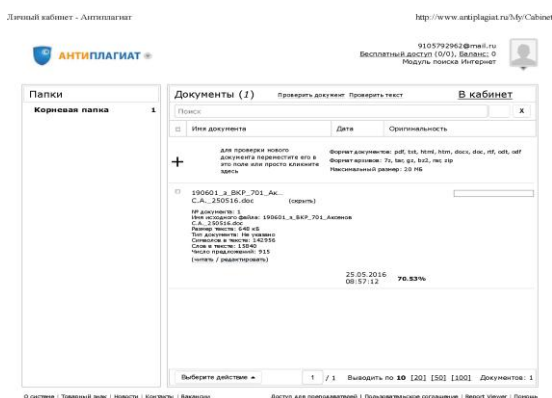 Личный кабинет - Антиплагиат
http://www.antiplagiat.ru/My/Cabinet
АНТИПЛАГИАТ
9105792962@mail.ru
Бесплатный доступ (0/0), Баланс: 0
Модуль поиска Интернет
Папки
Корневая папка 1
Документы (1) Проверить документ Проверить текст В кабинет
Поиск X
Имя документа Дата Оригинальность
+
для проверки нового
документа переместите его в
это поле или просто кликните
здесь
Формат документов: pdf, txt, html, htm, docx, doc, rtf, odt, odf
Формат архивов: 7z, tar, gz, bz2, rar, zip
Максимальный размер: 20 МБ
190601_з_ВКР_701_Ак...
С.А._250516.doc (скрыть)
№ документа: 1
Имя исходного файла: 190601_з_ВКР_701_Аксенов
С.А._250516.doc
Размер текста: 648 кБ
Тип документа: Не указано
Символов в тексте: 142956
Слов в тексте: 15840
Число предложений: 915
(читать / редактировать)
25.05.2016
08:57:12
70.53%
Выберите действие 1 / 1 Выводить по 10 [20] [50] [100] Документов: 1
О системе | Товарный знак | Новости | Контакты | Вакансии
Доступ для преподавателей | Пользовательское соглашение | Report Viewer | Помощь